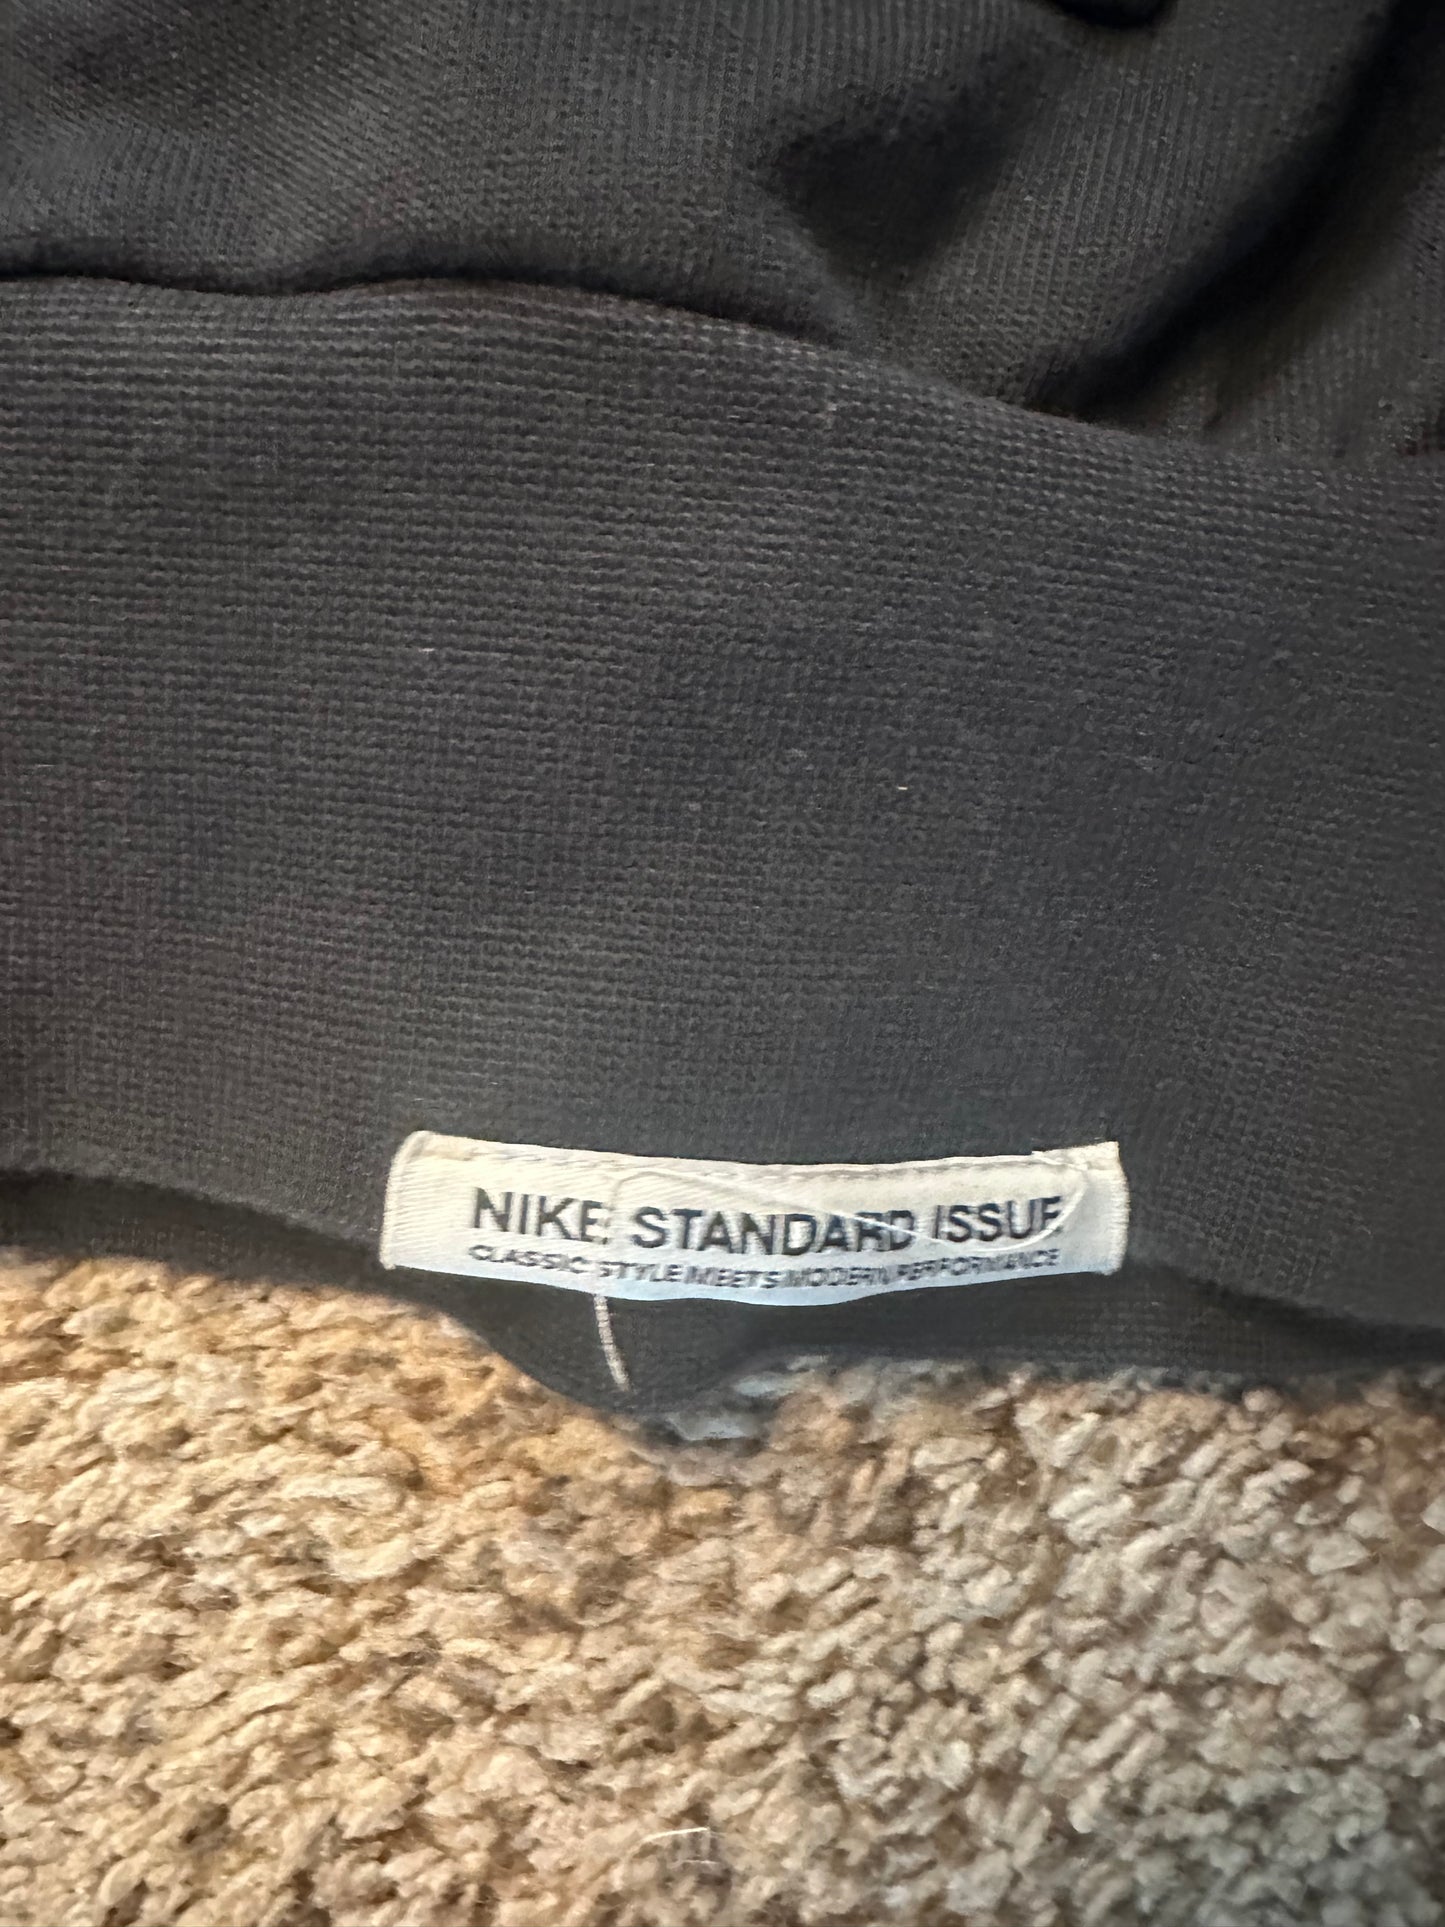 NIKE STANDARD ISSUE
CLASSIC STYLE MEETS MODERN PERFORMANCE